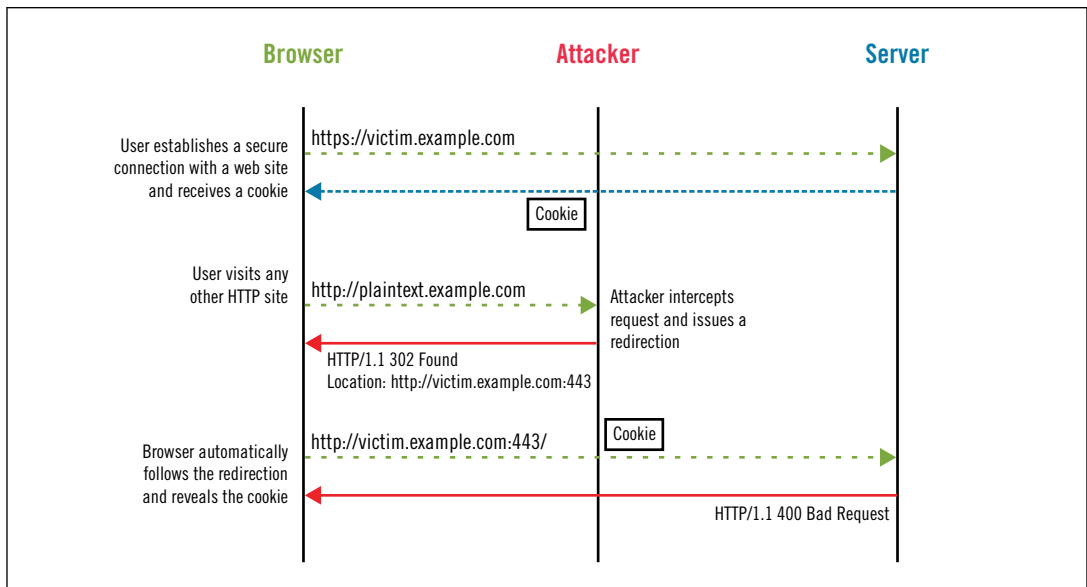 Browser
Attacker
Server
User establishes a secure
connection with a web site
and receives a cookie
https://victim.example.com
Cookie
User visits any
other HTTP site
http://plaintext.example.com
Attacker intercepts
request and issues a
redirection
HTTP/1.1 302 Found
Location: http://victim.example.com:443
Browser automatically
follows the redirection
and reveals the cookie
http://victim.example.com:443/
Cookie
HTTP/1.1 400 Bad Request